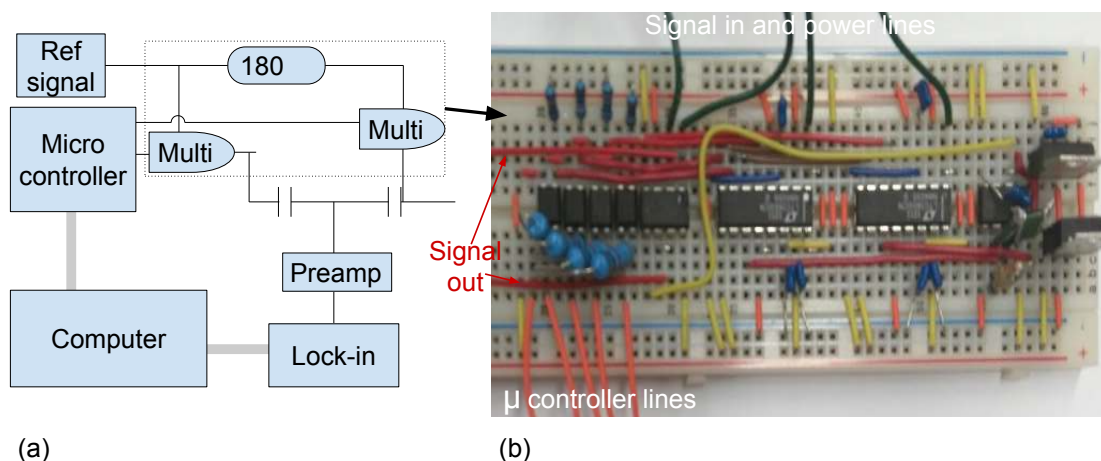 Ref
signal
180
Micro
controller
Multi
Multi
Preamp
Computer
Lock-in
(a)
Signal in and power lines
Signal
out
µ controller lines
(b)